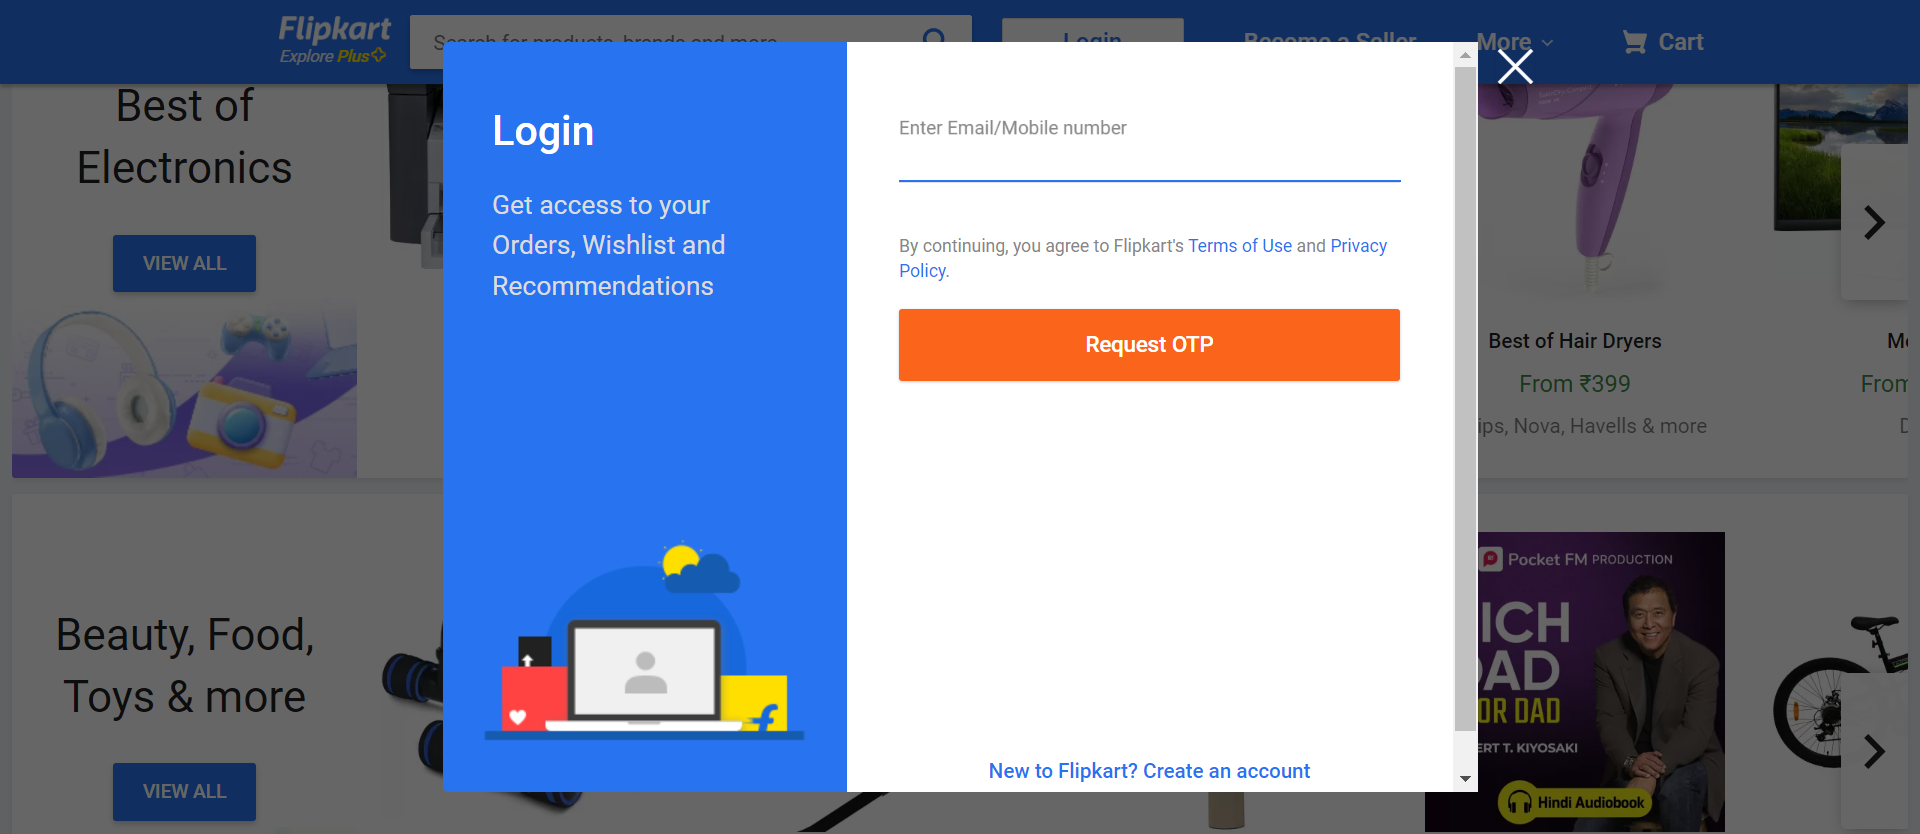 Flipkart
Explore Plus
Search for products, brands and more
Login
Become a Seller
More
Cart
Best of
Electronics
VIEW ALL
Login
Get access to your
Orders, Wishlist and
Recommendations
Enter Email/Mobile number
By continuing, you agree to Flipkart's Terms of Use and Privacy
Policy.
Request OTP
New to Flipkart? Create an account
Best of Hair Dryers
From ₹399
Nova, Havells & more
From
Beauty, Food,
Toys & more
VIEW ALL
Pocket FM PRODUCTION
OR DAD
T. KIYOSAKI
Hindi Audiobook